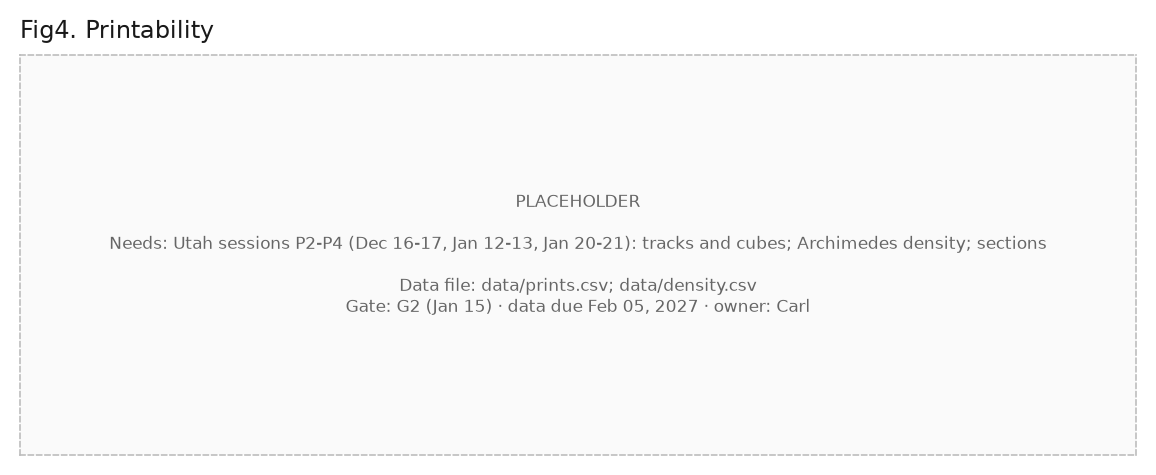 Fig4. Printability
PLACEHOLDER
Needs: Utah sessions P2-P4 (Dec 16-17, Jan 12-13, Jan 20-21): tracks and cubes; Archimedes density; sections
Data file: data/prints.csv; data/density.csv
Gate: G2 (Jan 15) · data due Feb 05, 2027 · owner: Carl